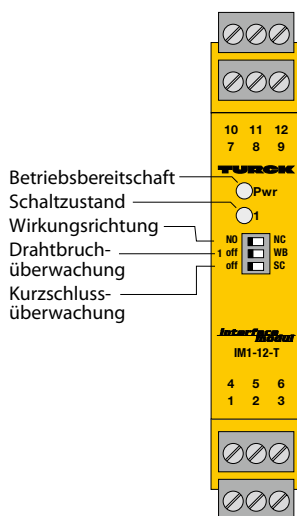 10 11 12
7 8 9
TURCK
Betriebsbereitschaft
Pwr
Schaltzustand
1
Wirkungsrichtung
NO NC
Drahtbruch-
überwachung
1 off WB
Kurzschluss-
überwachung
off SC
Interface
Modul
IM1-12-T
4 5 6
1 2 3